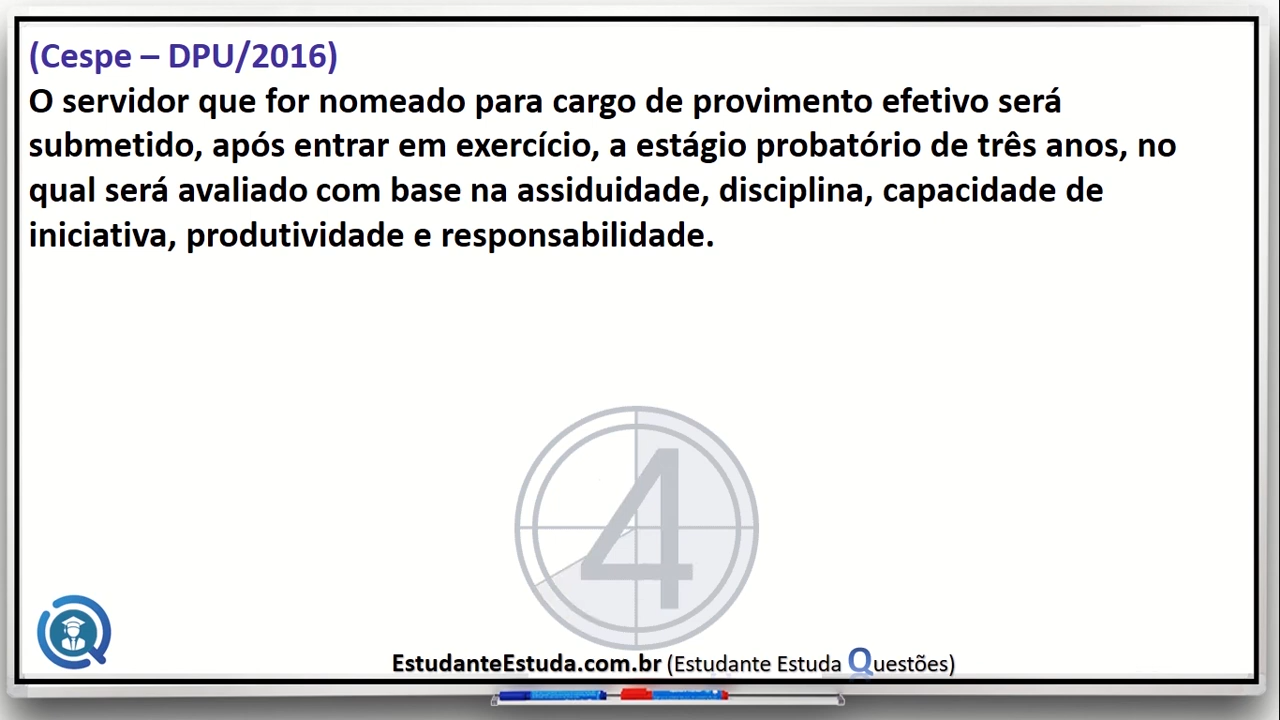 (Cespe – DPU/2016)
O servidor que for nomeado para cargo de provimento efetivo será
submetido, após entrar em exercício, a estágio probatório de três anos, no
qual será avaliado com base na assiduidade, disciplina, capacidade de
iniciativa, produtividade e responsabilidade.
4
EstudanteEstuda.com.br (Estudante Estuda Questões)